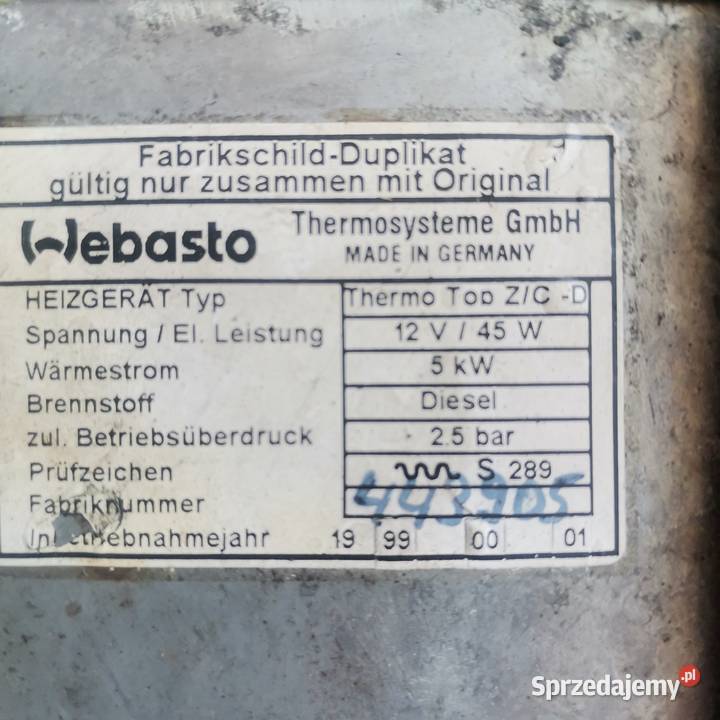 Fabrikschild-Duplikat
gültig nur zusammen mit Original
Webasto Thermosysteme GmbH
MADE IN GERMANY
HEIZGERÄT Typ Thermo Top Z/C -D
Spannung / El. Leistung 12 V / 45 W
Wärmestrom 5 kW
Brennstoff Diesel
zul. Betriebsüberdruck 2.5 bar
Prüfzeichen S 289
Fabriknummer 443905
Inbetriebnahmejahr 19 99 00 01
Sprzedajemy.pl